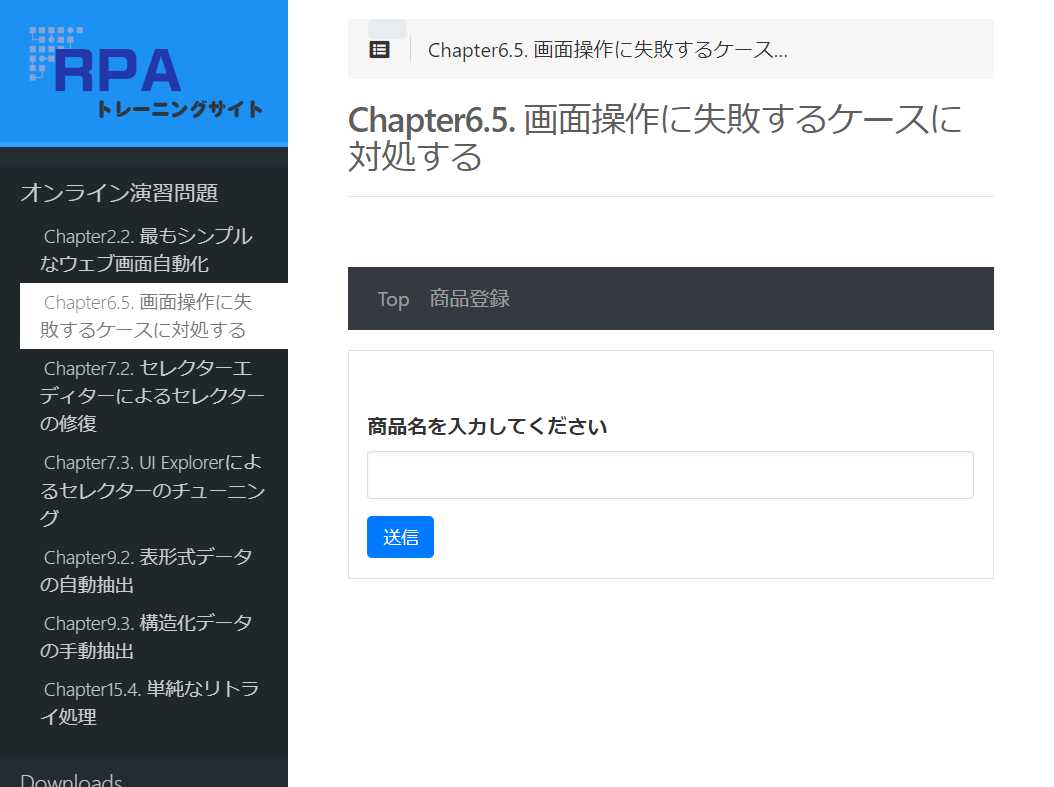 RPA
トレーニングサイト
オンライン演習問題
Chapter2.2. 最もシンプル
なウェブ画面自動化
Chapter6.5. 画面操作に失
敗するケースに対処する
Chapter7.2. セレクターエ
ディターによるセレクター
の修復
Chapter7.3. UI Explorerによ
るセレクターのチューニン
グ
Chapter9.2. 表形式データ
の自動抽出
Chapter9.3. 構造化データ
の手動抽出
Chapter15.4. 単純なリトラ
イ処理
Downloads
Chapter6.5. 画面操作に失敗するケース...
Chapter6.5. 画面操作に失敗するケースに
対処する
Top 商品登録
商品名を入力してください
送信